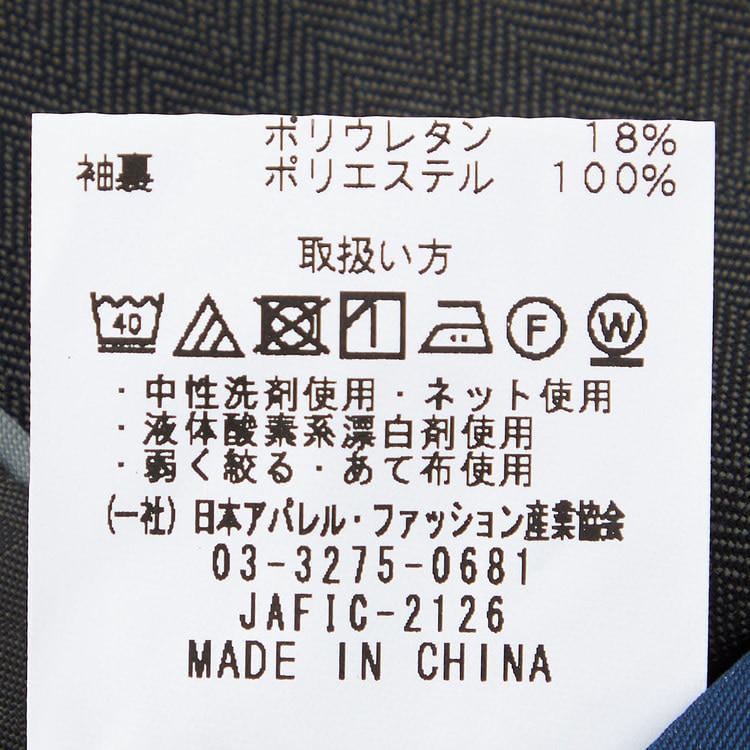 ポリウレタン 18%
袖裏 ポリエステル 100%
取扱い方
40 F W
・中性洗剤使用・ネット使用
・液体酸素系漂白剤使用
・弱く絞る・あて布使用
(一社)日本アパレル・ファッション産業協会
03-3275-0681
JAFIC-2126
MADE IN CHINA